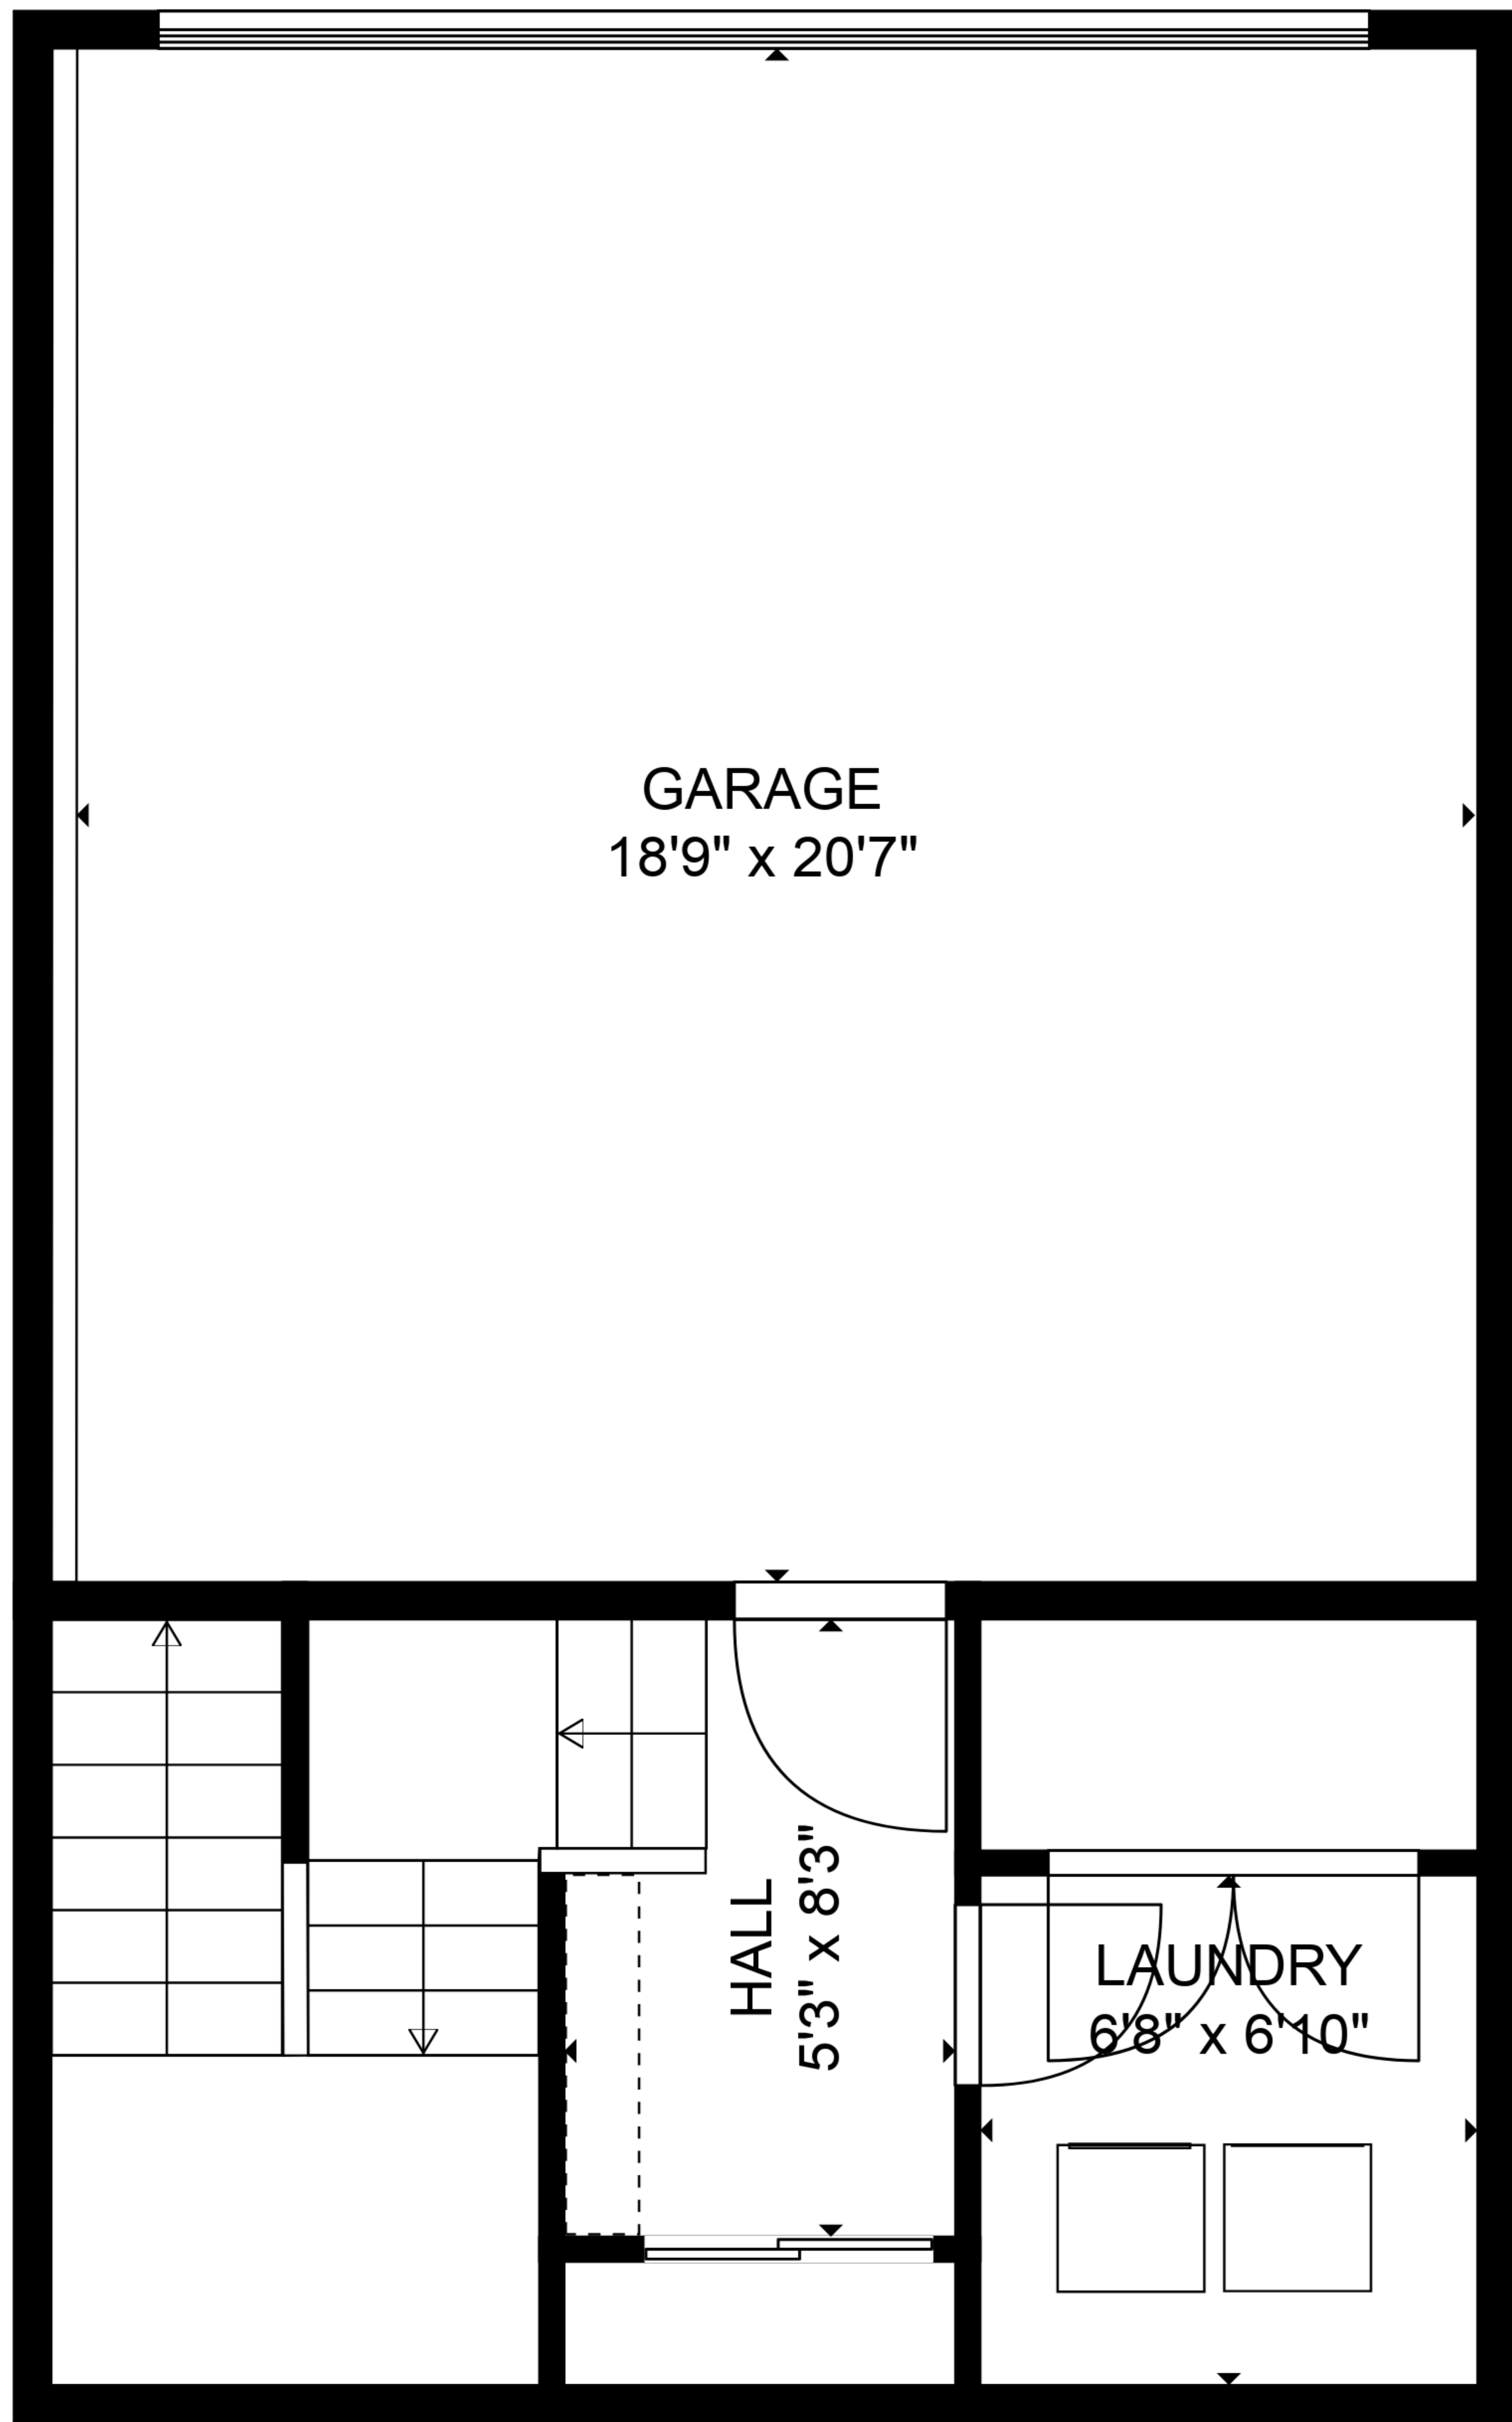 GARAGE
18'9" x 20'7"
HALL
5'3" x 8'3"
LAUNDRY
6'8" x 6'10"